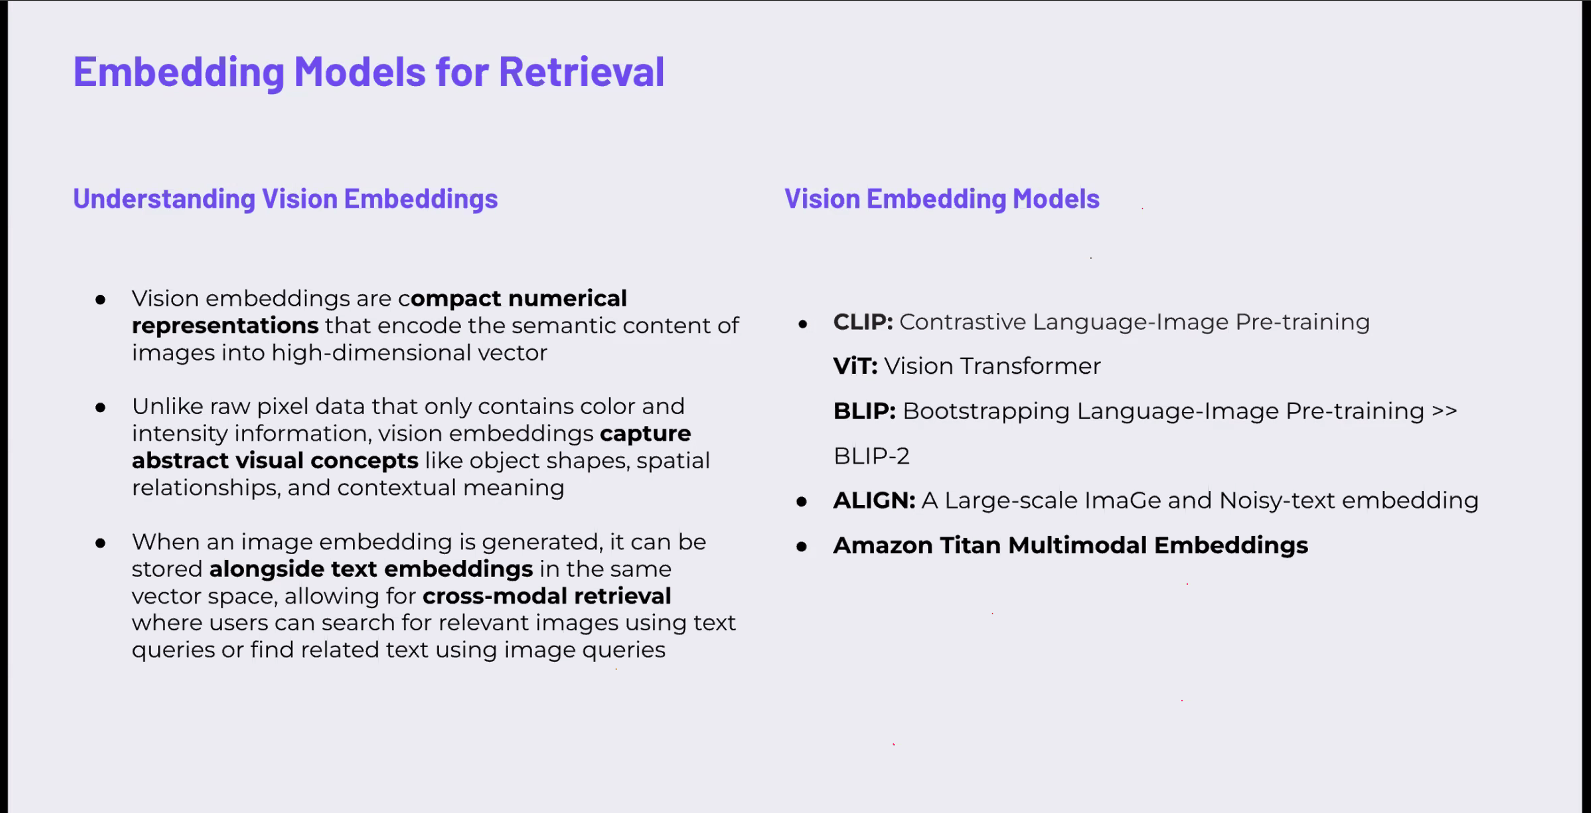 Embedding Models for Retrieval
Understanding Vision Embeddings
● Vision embeddings are compact numerical
representations that encode the semantic content of
images into high-dimensional vector
● Unlike raw pixel data that only contains color and
intensity information, vision embeddings capture
abstract visual concepts like object shapes, spatial
relationships, and contextual meaning
● When an image embedding is generated, it can be
stored alongside text embeddings in the same
vector space, allowing for cross-modal retrieval
where users can search for relevant images using text
queries or find related text using image queries
Vision Embedding Models
● CLIP: Contrastive Language-Image Pre-training
ViT: Vision Transformer
BLIP: Bootstrapping Language-Image Pre-training >>
BLIP-2
● ALIGN: A Large-scale ImaGe and Noisy-text embedding
● Amazon Titan Multimodal Embeddings